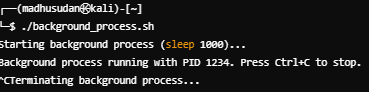 ┌──(madhusudan㉿kali)-[~]
└─$ ./background_process.sh
Starting background process (sleep 1000)...
Background process running with PID 1234. Press Ctrl+C to stop.
^CTerminating background process...